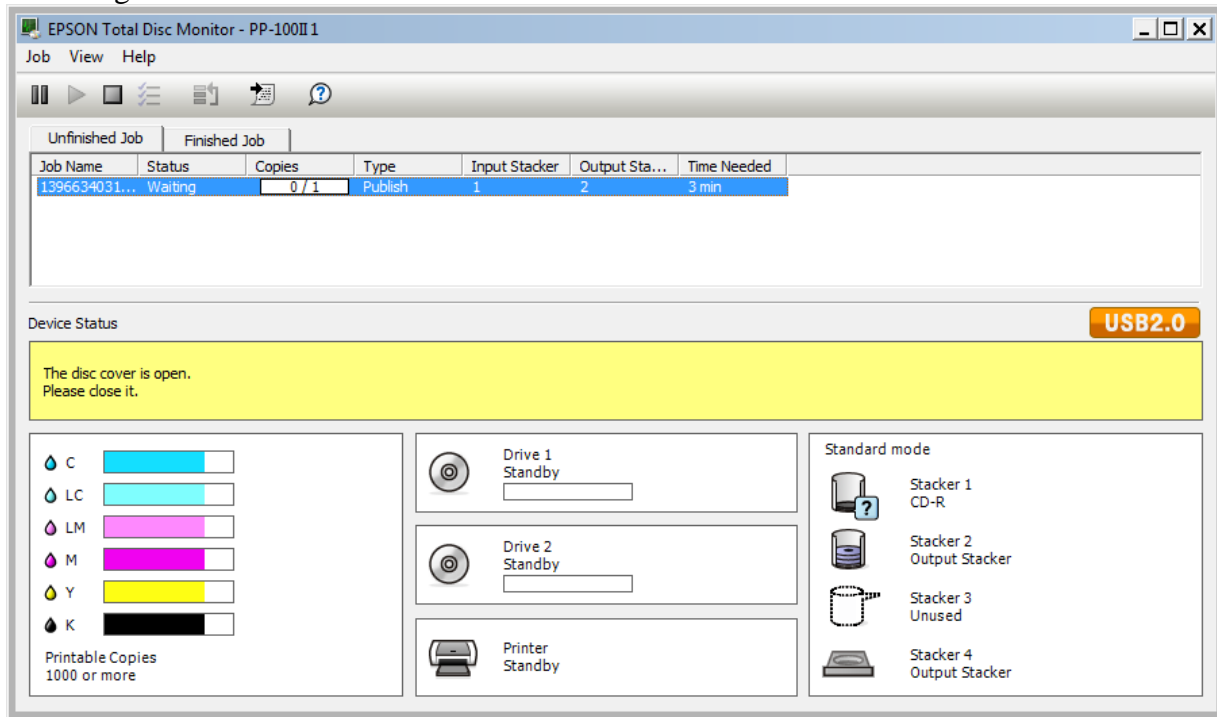 EPSON Total Disc Monitor - PP-100II 1
Job View Help
Unfinished Job Finished Job
Job Name Status Copies Type Input Stacker Output Sta... Time Needed
1396634031... Waiting 0 / 1 Publish 1 2 3 min
Device Status
USB2.0
The disc cover is open.
Please close it.
C
LC
LM
M
Y
K
Printable Copies
1000 or more
Drive 1
Standby
Drive 2
Standby
Printer
Standby
Standard mode
Stacker 1
CD-R
Stacker 2
Output Stacker
Stacker 3
Unused
Stacker 4
Output Stacker